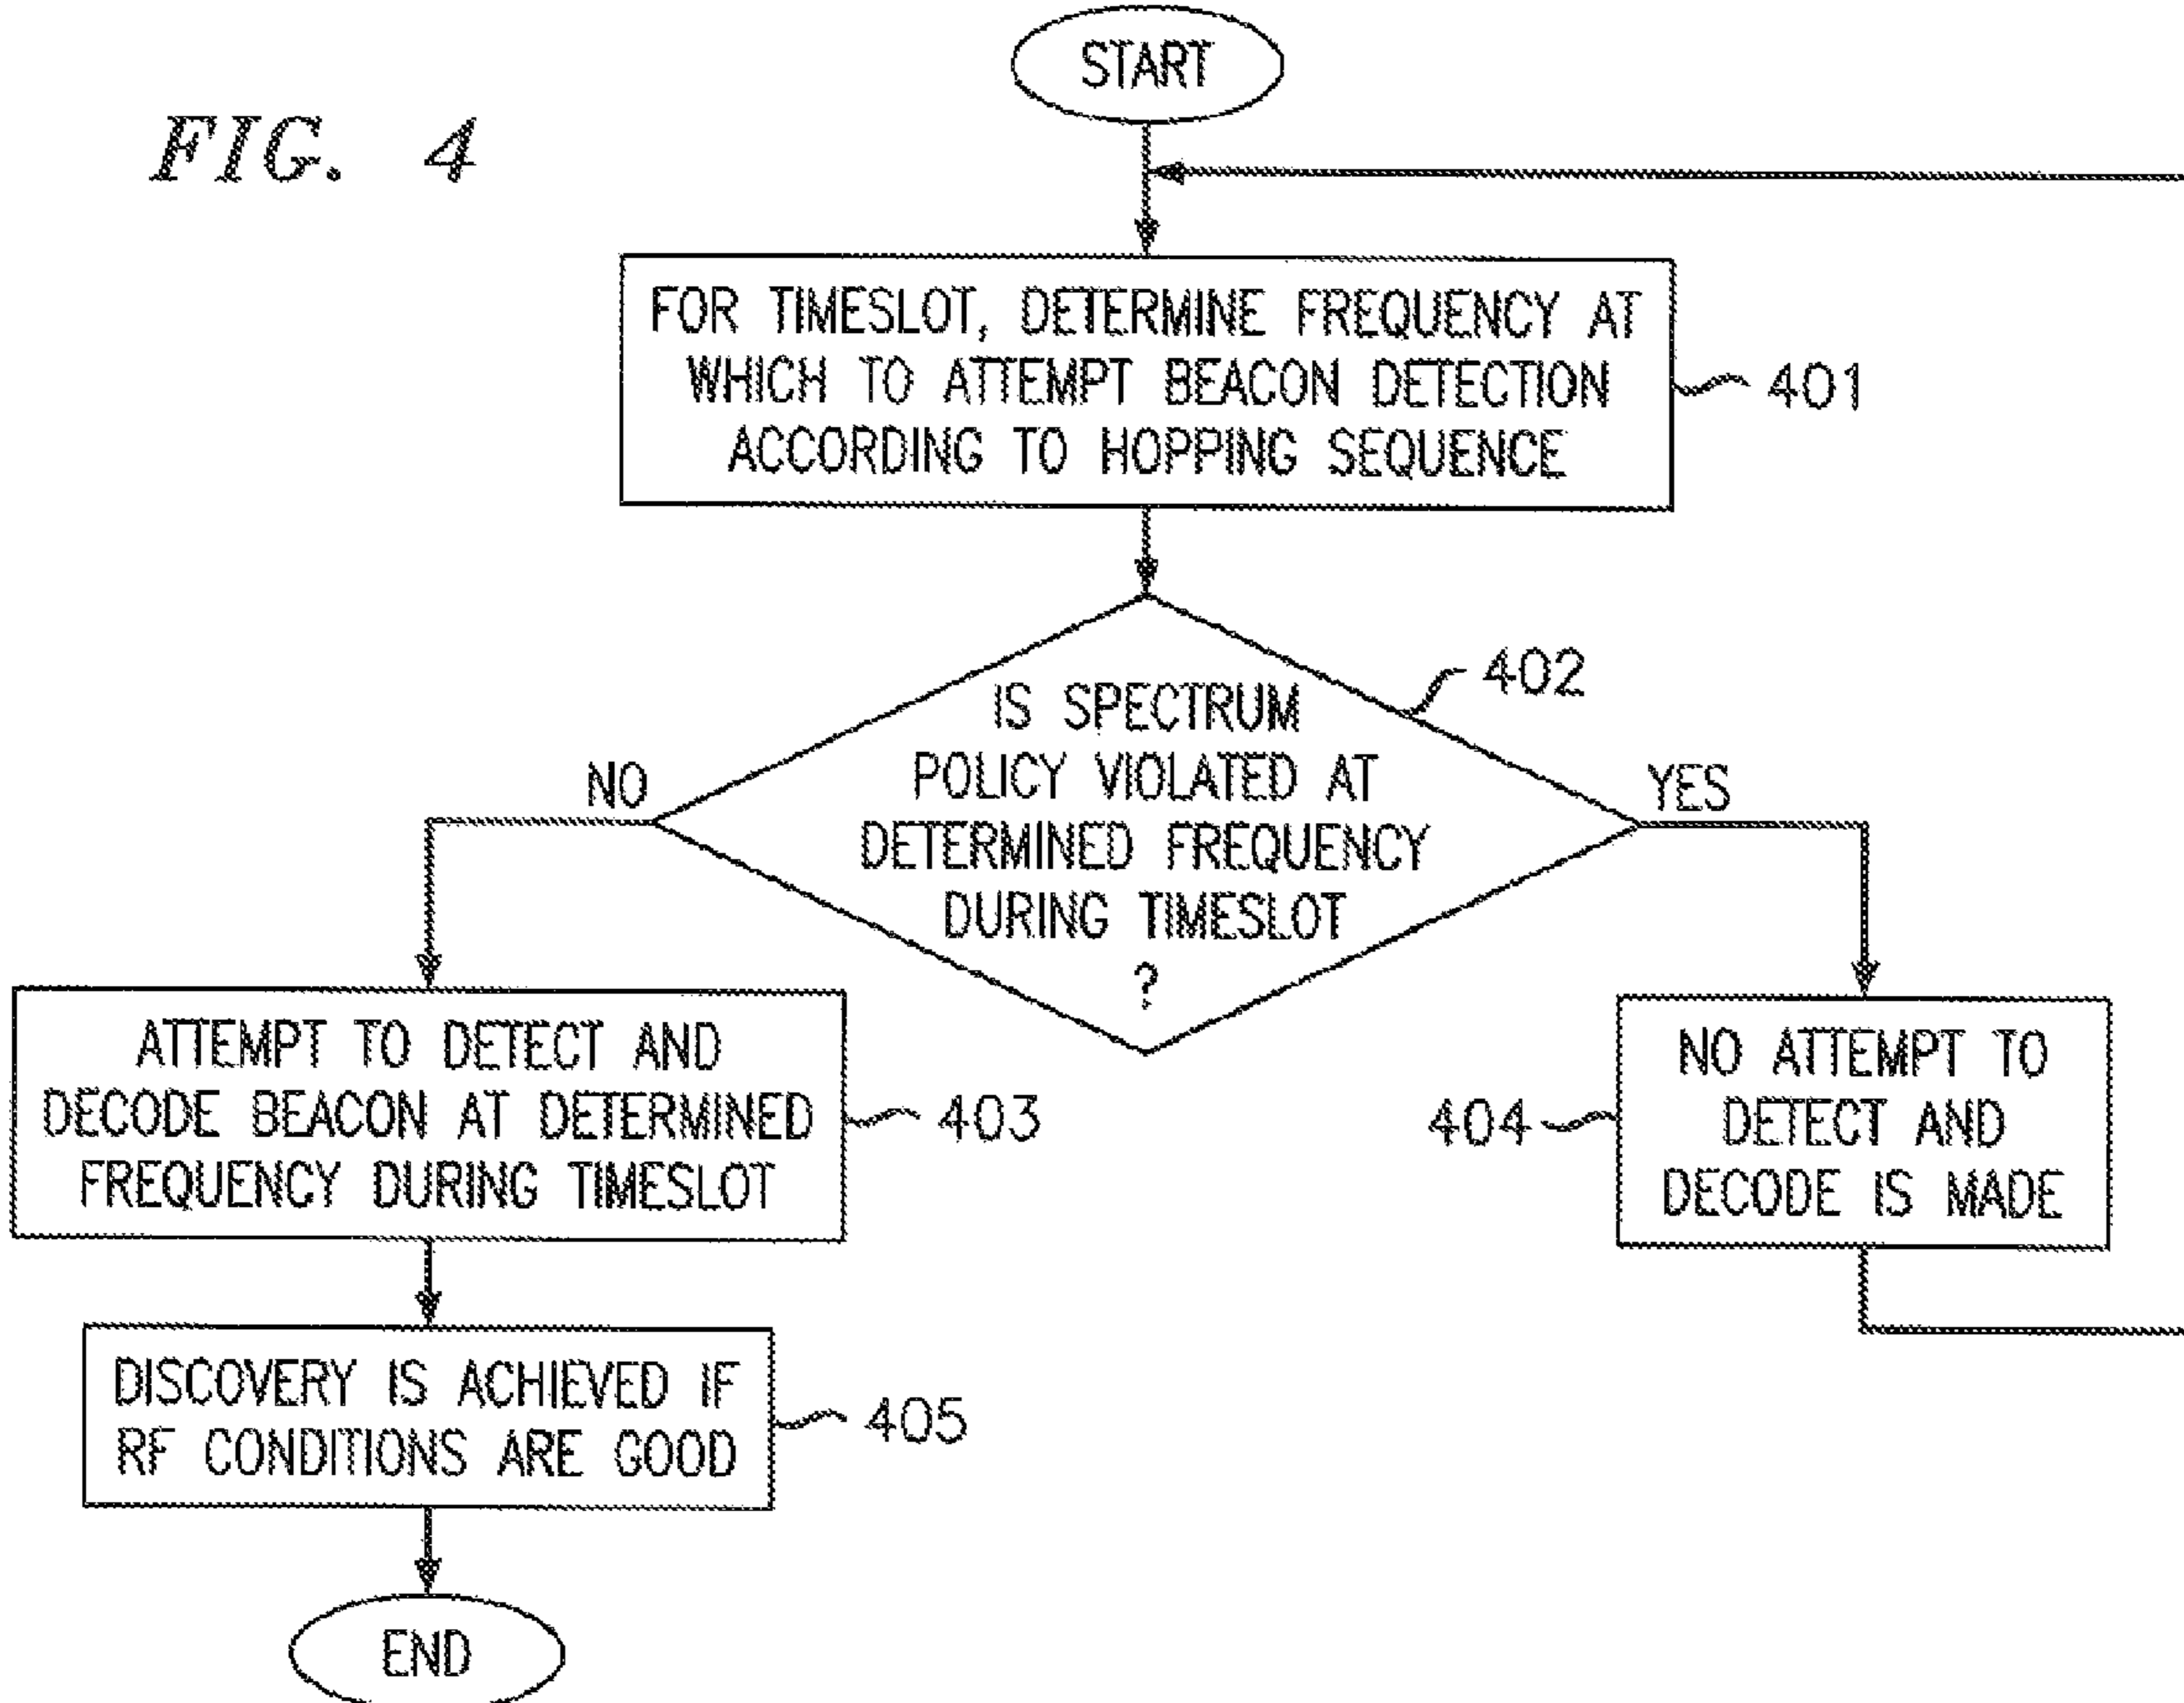 FIG. 4
START
FOR TIMESLOT, DETERMINE FREQUENCY AT
WHICH TO ATTEMPT BEACON DETECTION
ACCORDING TO HOPPING SEQUENCE
401
IS SPECTRUM
POLICY VIOLATED AT
DETERMINED FREQUENCY
DURING TIMESLOT
?
402
NO
YES
ATTEMPT TO DETECT AND
DECODE BEACON AT DETERMINED
FREQUENCY DURING TIMESLOT
403
404
NO ATTEMPT TO
DETECT AND
DECODE IS MADE
DISCOVERY IS ACHIEVED IF
RF CONDITIONS ARE GOOD
405
END